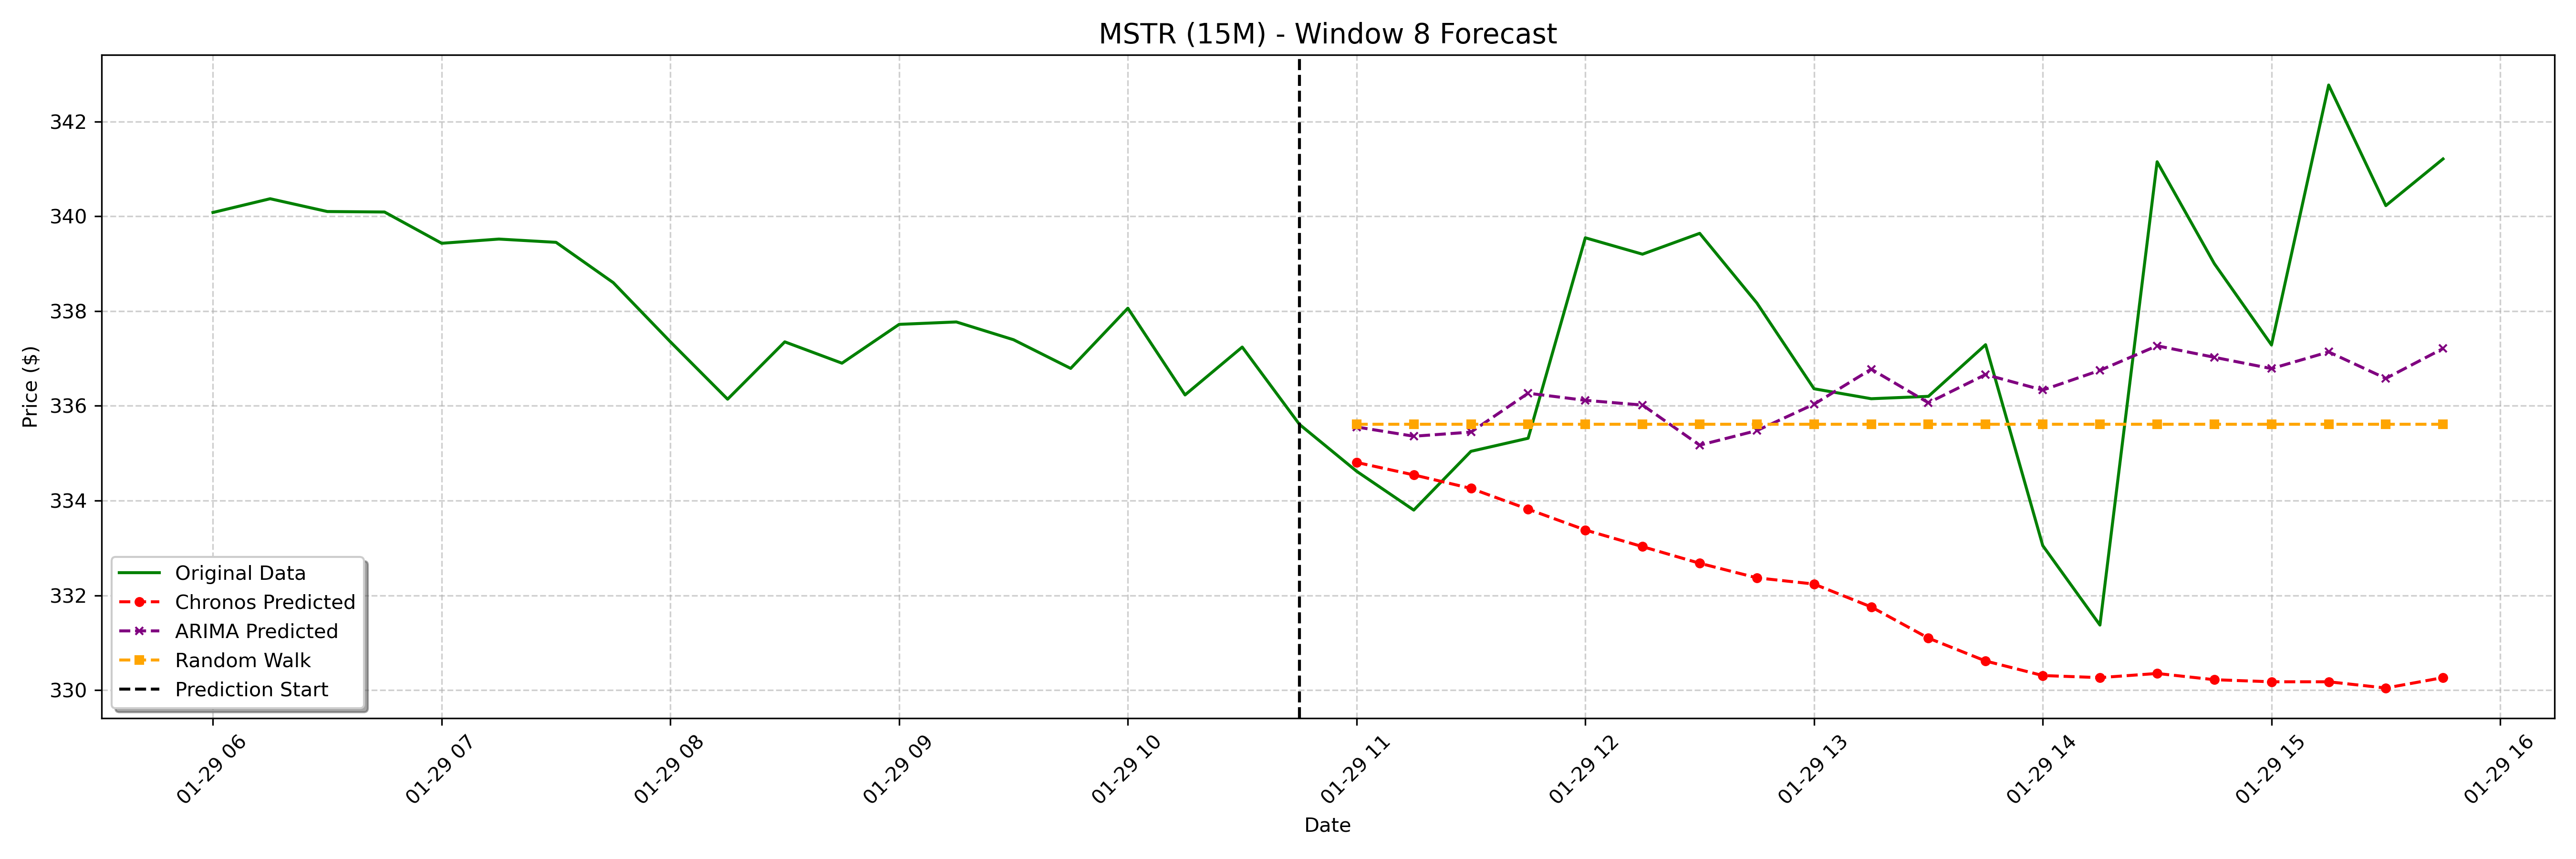 MSTR (15M) - Window 8 Forecast
Price ($)
342
340
338
336
334
332
330
Original Data
Chronos Predicted
ARIMA Predicted
Random Walk
Prediction Start
01-29 06
01-29 07
01-29 08
01-29 09
01-29 10
01-29 11
01-29 12
01-29 13
01-29 14
01-29 15
01-29 16
Date